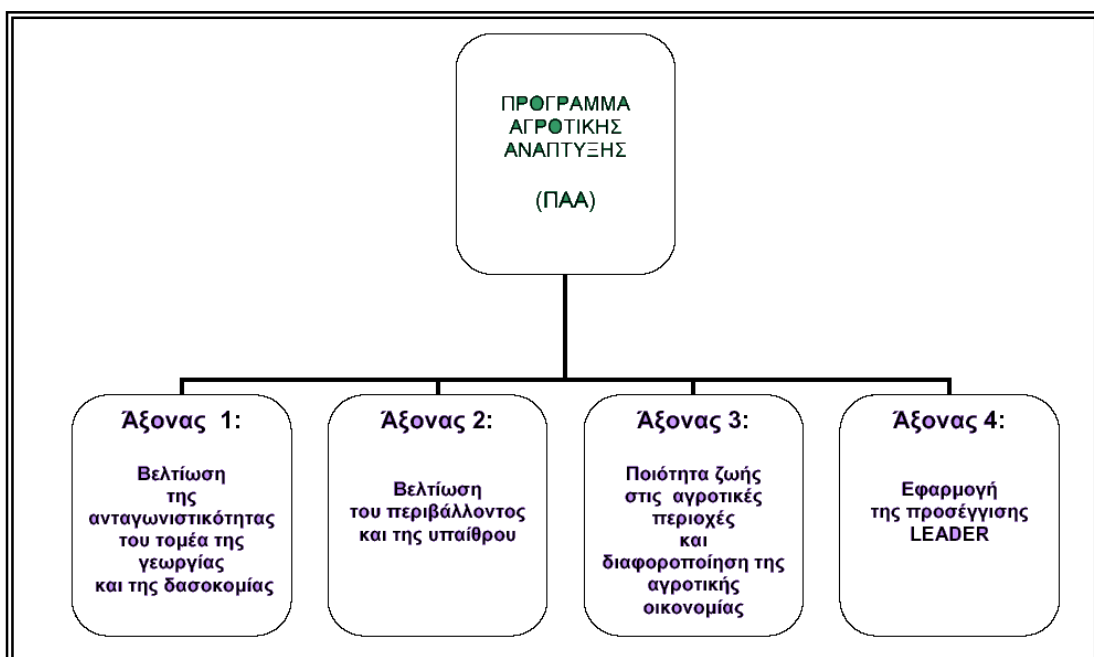 ΠΡΟΓΡΑΜΜΑ
ΑΓΡΟΤΙΚΗΣ
ΑΝΑΠΤΥΞΗΣ
(ΠΑΑ)
Άξονας 1:
Βελτίωση
της
ανταγωνιστικότητας
του τομέα της
γεωργίας
και της δασοκομίας
Άξονας 2:
Βελτίωση
του περιβάλλοντος
και της υπαίθρου
Άξονας 3:
Ποιότητα ζωής
στις αγροτικές
περιοχές
και
διαφοροποίηση της
αγροτικής
οικονομίας
Άξονας 4:
Εφαρμογή
της προσέγγισης
LEADER